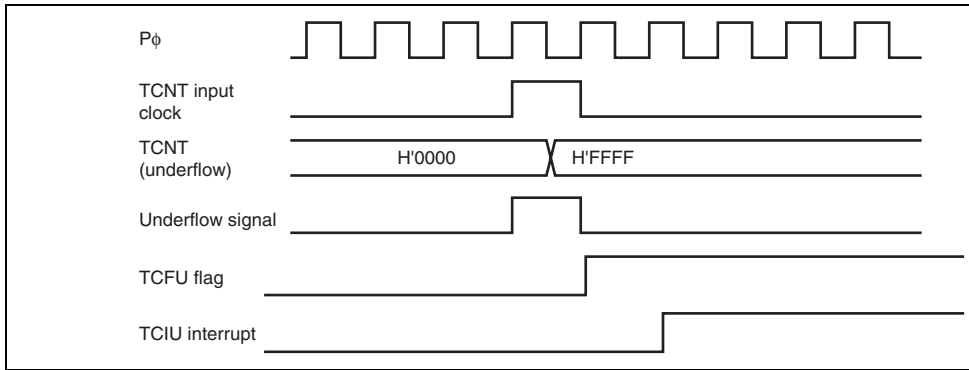 Pϕ
TCNT input
clock
TCNT
(underflow)
H'0000
H'FFFF
Underflow signal
TCFU flag
TCIU interrupt